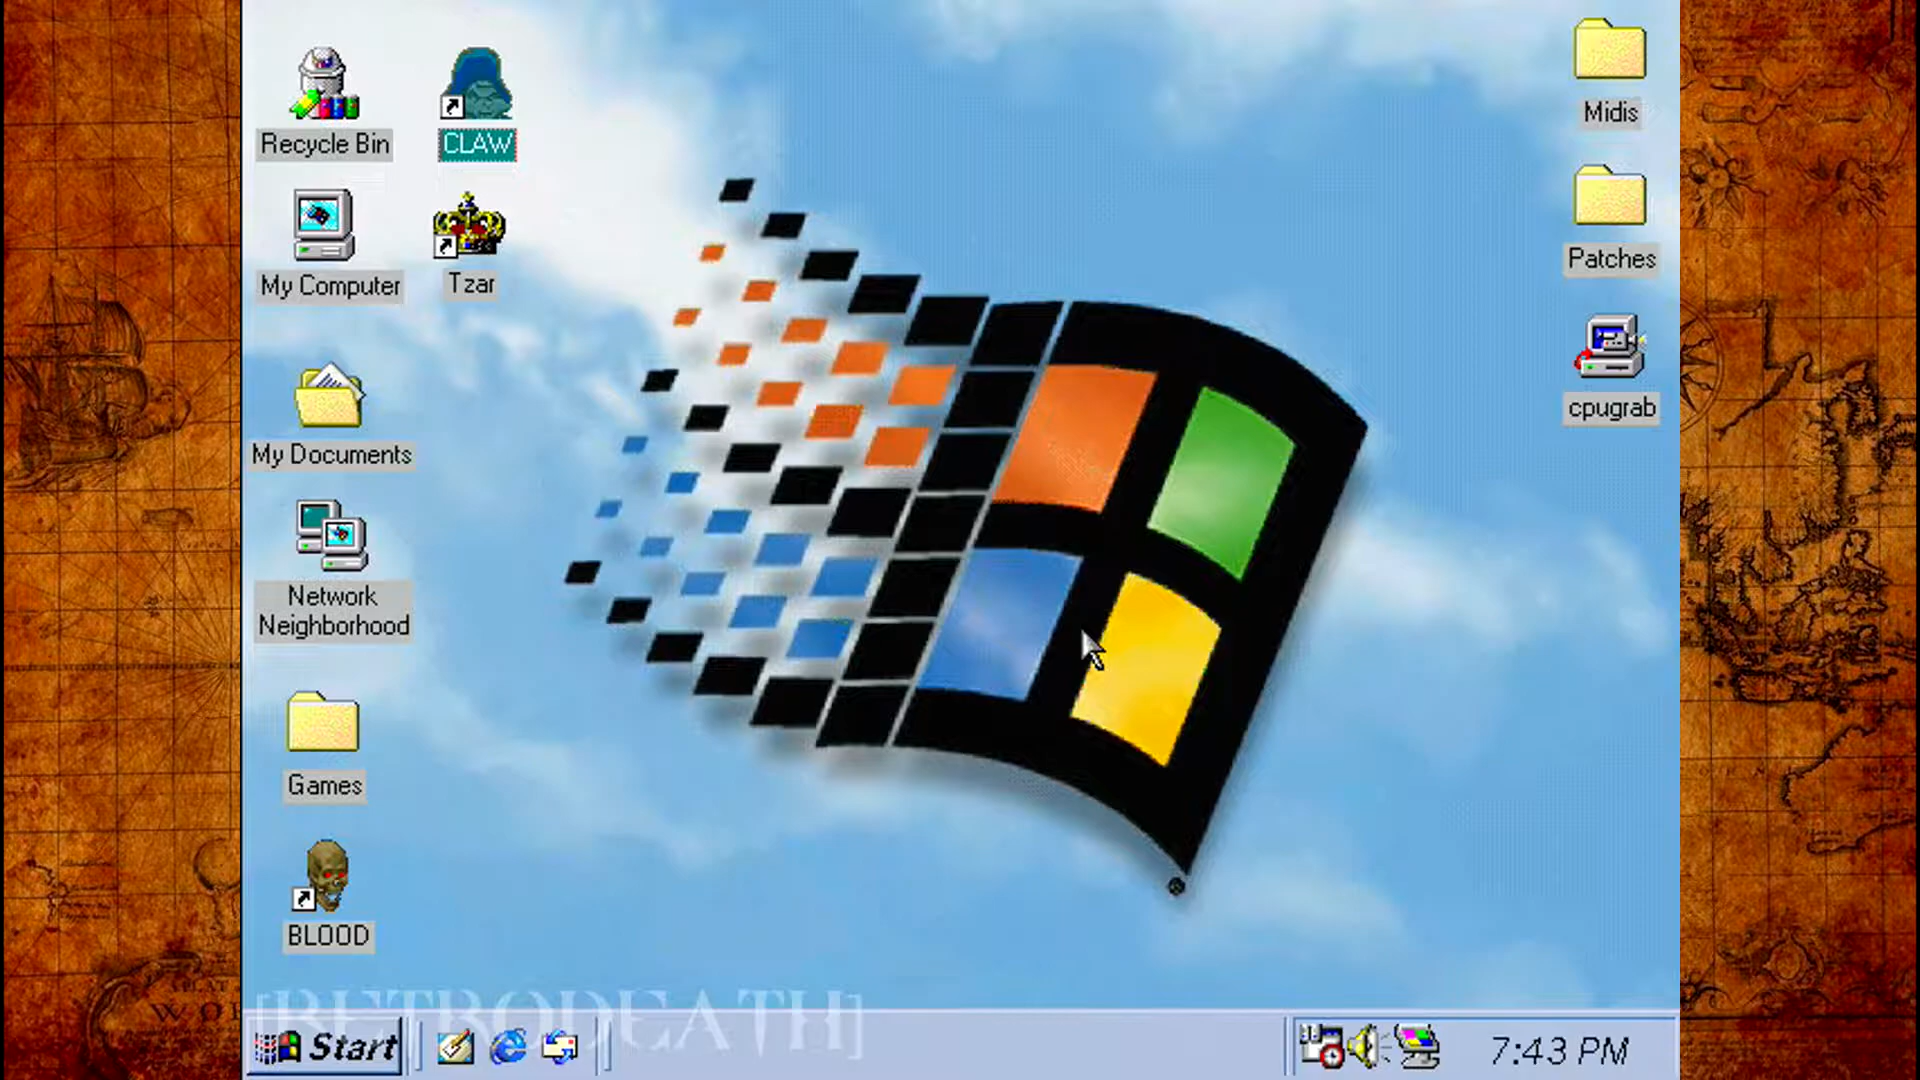 Recycle Bin
CLAW
Midis
My Computer
Tzar
Patches
My Documents
cpugrab
Network
Neighborhood
Games
BLOOD
[RETRODEATH]
Start
7:43 PM